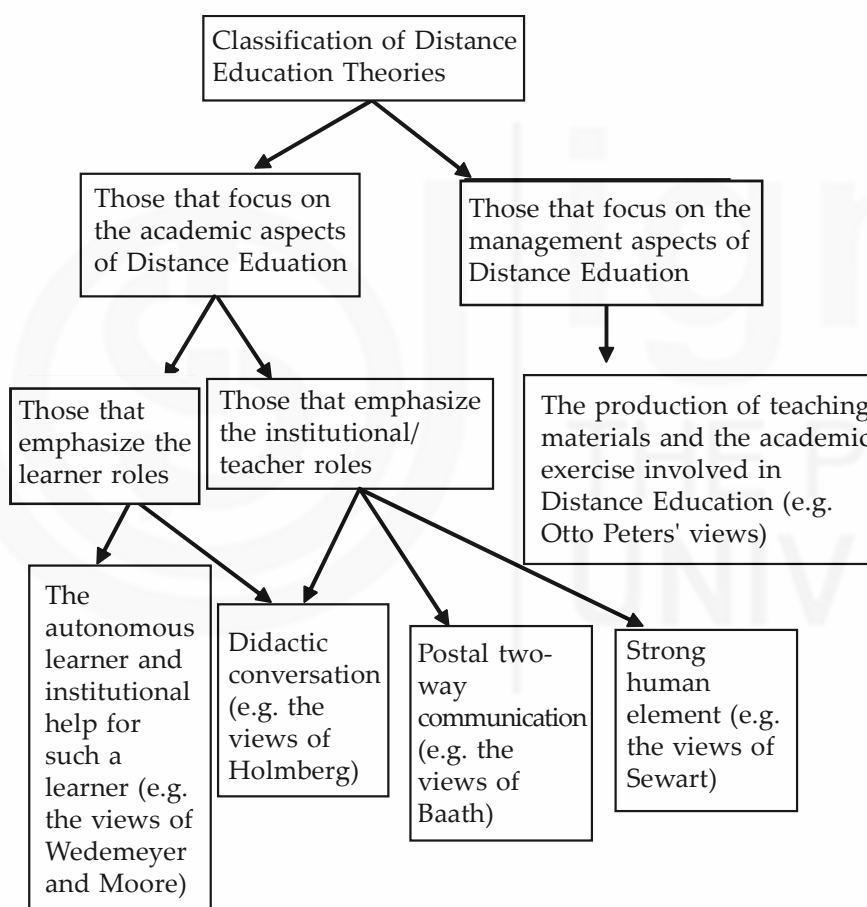 Classification of Distance
Education Theories
Those that focus on
the academic aspects
of Distance Eduation
Those that focus on the
management aspects of
Distance Eduation
Those that
emphasize the
learner roles
Those that emphasize
the institutional/
teacher roles
The production of teaching
materials and the academic
exercise involved in
Distance Education (e.g.
Otto Peters' views)
The
autonomous
learner and
institutional
help for
such a
learner (e.g.
the views of
Wedemeyer
and Moore)
Didactic
conversation
(e.g. the
views of
Holmberg)
Postal two-
way
communication
(e.g. the
views of
Baath)
Strong
human
element (e.g.
the views of
Sewart)
ig
THE P
UNIV